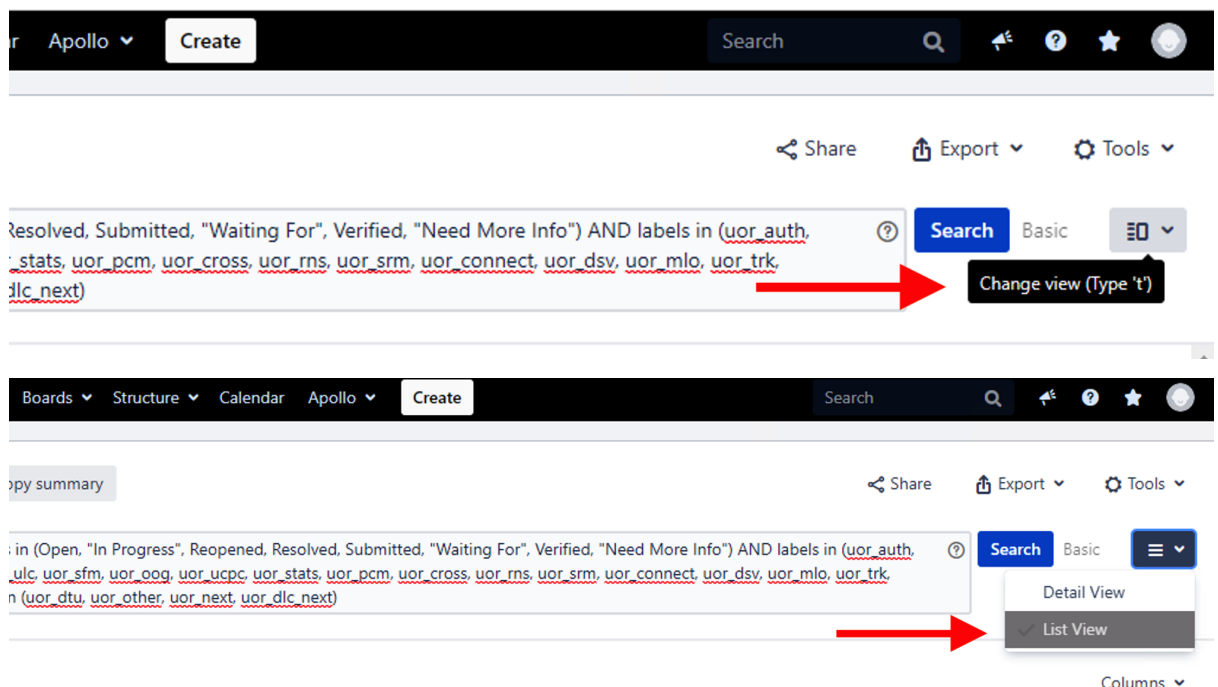 Apollo Create Search
Share Export Tools
Resolved, Submitted, "Waiting For", Verified, "Need More Info") AND labels in (uor_auth,
Search Basic
_stats, uor_pcm, uor_cross, uor_rns, uor_srm, uor_connect, uor_dsv, uor_mlo, uor_trk,
dlc_next)
Change view (Type 't')
Boards Structure Calendar Apollo Create Search
opy summary Share Export Tools
in (Open, "In Progress", Reopened, Resolved, Submitted, "Waiting For", Verified, "Need More Info") AND labels in (uor_auth,
Search Basic
_ulc, uor_sfm, uor_oog, uor_ucpc, uor_stats, uor_pcm, uor_cross, uor_rns, uor_srm, uor_connect, uor_dsv, uor_mlo, uor_trk,
(uor_dtu, uor_other, uor_next, uor_dlc_next)
Detail View
List View
Columns